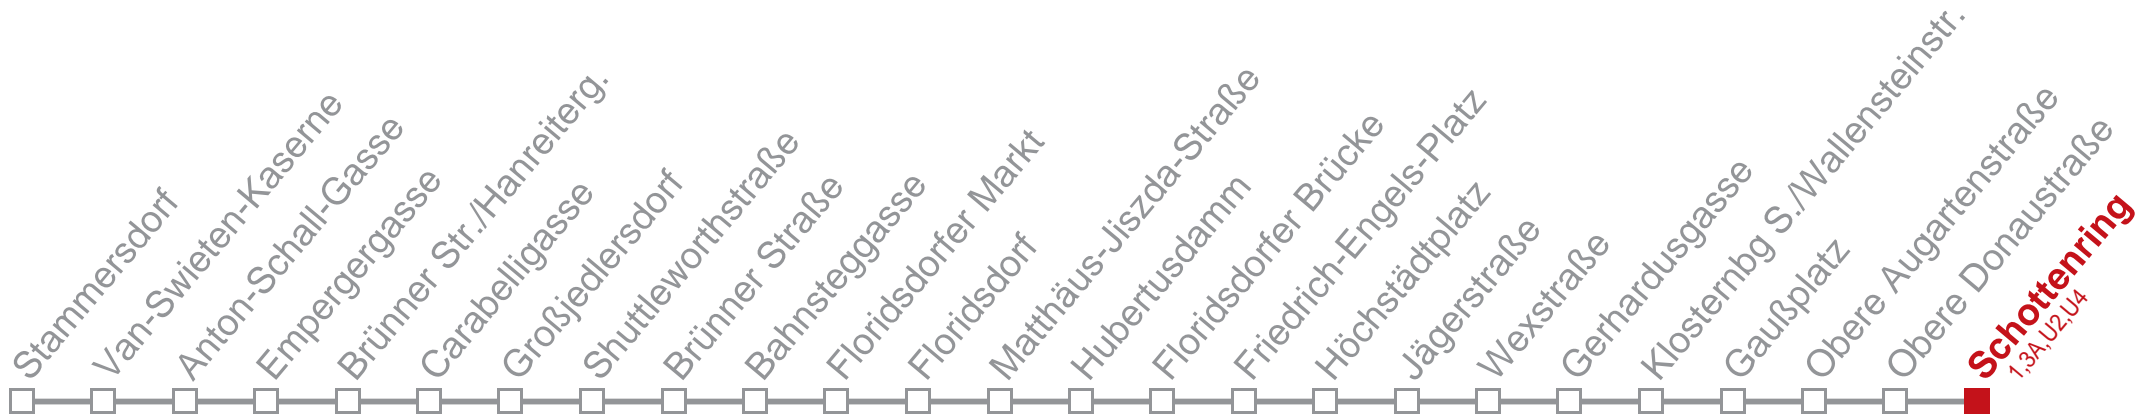 Stammersdorf
Van-Swieten-Kaserne
Anton-Schall-Gasse
Empergergasse
Brünner Str./Hanreiterg.
Carabelligasse
Großjedlersdorf
Shuttleworthstraße
Brünner Straße
Bahnsteggasse
Floridsdorfer Markt
Floridsdorf
Matthäus-Jiszda-Straße
Hubertusdamm
Floridsdorfer Brücke
Friedrich-Engels-Platz
Höchstädtplatz
Jägerstraße
Wexstraße
Gerhardusgasse
Klosternbg S./Wallensteinstr.
Gaußplatz
Obere Augartenstraße
Obere Donaustraße
Schottenring
1,3A,U2,U4